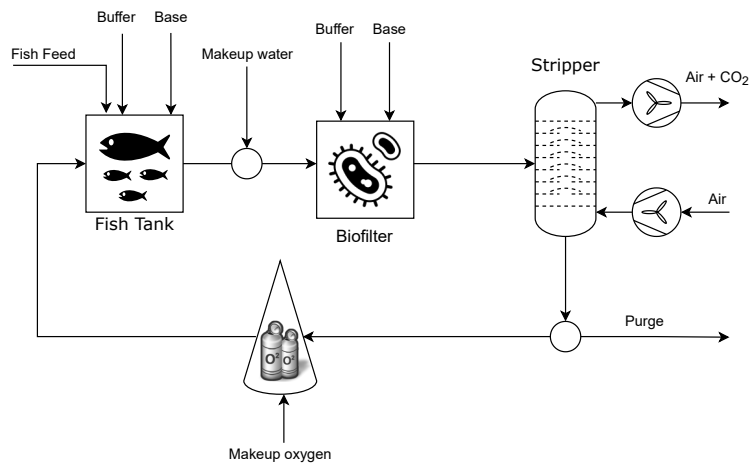 Buffer
Base
Fish Feed
Makeup water
Buffer
Base
Stripper
Air + CO₂
Fish Tank
Biofilter
Air
Purge
O² O²
Makeup oxygen